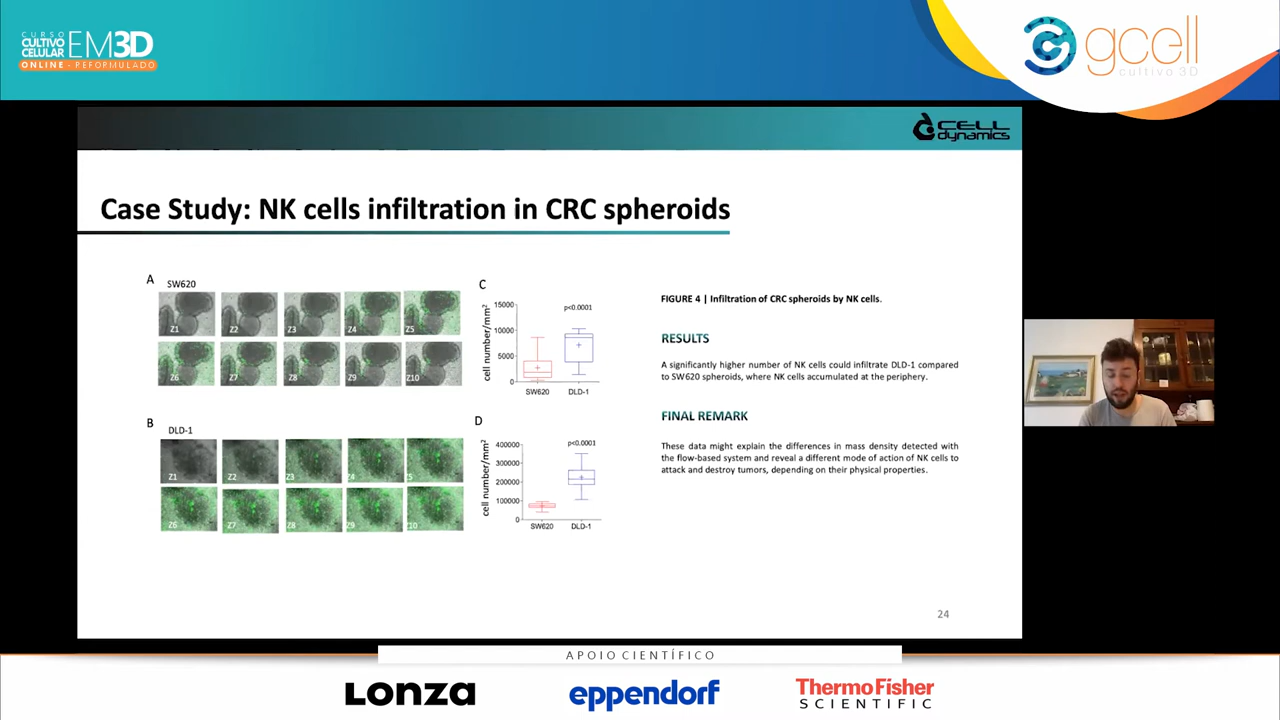 CURSO
CULTIVO
CELULAR
EM3D
ONLINE - PEFORMULADO
gcell
cultivo 3D
CELL
dynamics
Case Study: NK cells infiltration in CRC spheroids
A
SW620
Z1
Z2
Z3
Z4
Z5
Z6
Z7
Z8
Z9
Z10
B
DLD-1
Z1
Z2
Z3
Z4
Z5
Z6
Z7
Z8
Z9
Z10
C
p<0.0001
cell number/mm²
15000
10000
5000
0
SW620
DLD-1
D
p<0.0001
cell number/mm²
400000
300000
200000
100000
0
SW620
DLD-1
FIGURE 4 | Infiltration of CRC spheroids by NK cells.
RESULTS
A significantly higher number of NK cells could infiltrate DLD-1 compared
to SW620 spheroids, where NK cells accumulated at the periphery.
FINAL REMARK
These data might explain the differences in mass density detected with
the flow-based system and reveal a different mode of action of NK cells to
attack and destroy tumors, depending on their physical properties.
24
APOIO CIENTÍFICO
Lonza
eppendorf
ThermoFisher
SCIENTIFIC